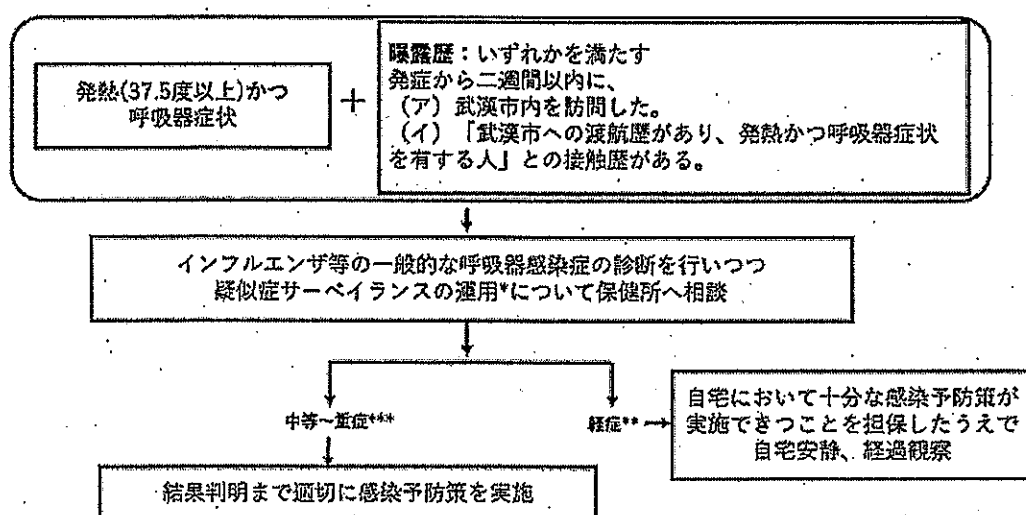 発熱(37.5度以上)かつ
呼吸器症状
+
曝露歴:いずれかを満たす
発症から二週間以内に、
(ア)武漢市内を訪問した。
(イ)「武漢市への渡航歴があり、発熱かつ呼吸器症状
を有する人」との接触歴がある。
インフルエンザ等の一般的な呼吸器感染症の診断を行いつつ
疑似症サーベイランスの運用*について保健所へ相談
中等~重症***
軽症**
自宅において十分な感染予防策が
実施できつことを担保したうえで
自宅安静、経過観察
結果判明まで適切に感染予防策を実施